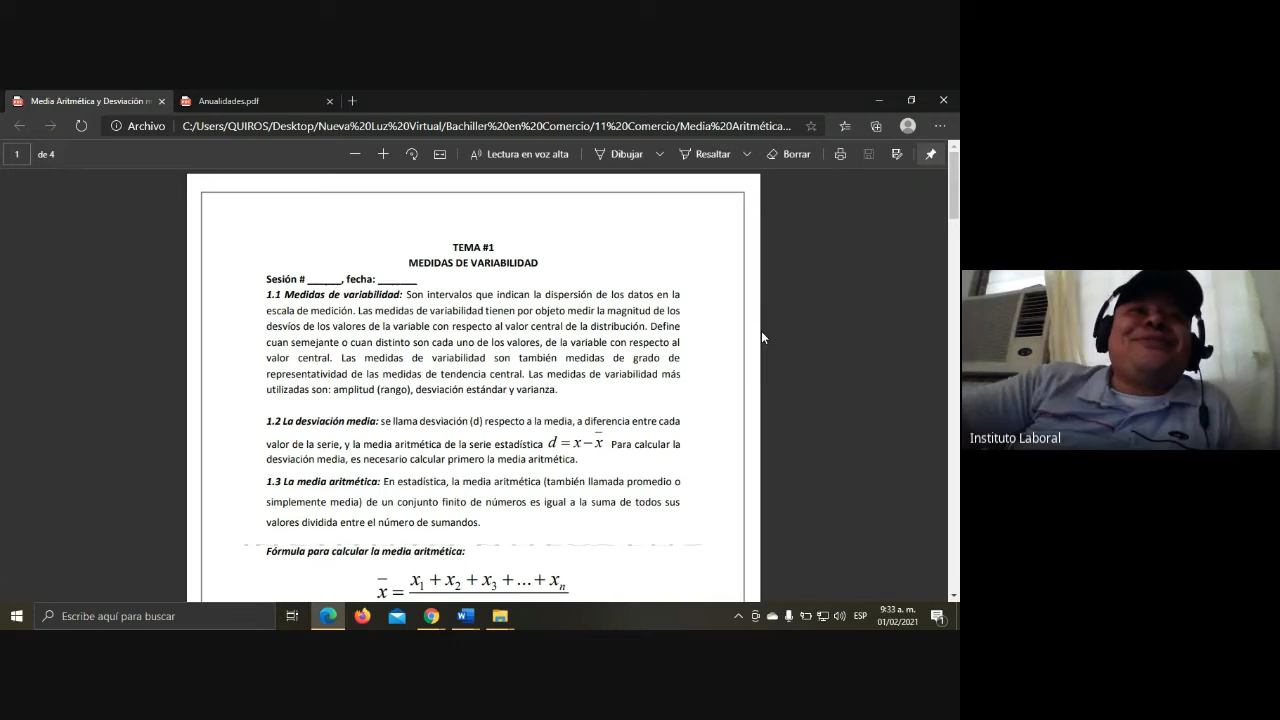 Media Aritmética y Desviación m
Anualidades.pdf
Archivo
C:/Users/QUIROS/Desktop/Nueva%20Luz%20Virtual/Bachiller%20en%20Comercio/11%20Comercio/Media%20Aritmética...
1 de 4
Lectura en voz alta
Dibujar
Resaltar
Borrar
TEMA #1
MEDIDAS DE VARIABILIDAD
Sesión # ______, fecha: _______
1.1 Medidas de variabilidad: Son intervalos que indican la dispersión de los datos en la
escala de medición. Las medidas de variabilidad tienen por objeto medir la magnitud de los
desvíos de los valores de la variable con respecto al valor central de la distribución. Define
cuan semejante o cuan distinto son cada uno de los valores, de la variable con respecto al
valor central. Las medidas de variabilidad son también medidas de grado de
representatividad de las medidas de tendencia central. Las medidas de variabilidad más
utilizadas son: amplitud (rango), desviación estándar y varianza.
1.2 La desviación media: se llama desviación (d) respecto a la media, a diferencia entre cada
valor de la serie, y la media aritmética de la serie estadística d = x − x̄ Para calcular la
desviación media, es necesario calcular primero la media aritmética.
1.3 La media aritmética: En estadística, la media aritmética (también llamada promedio o
simplemente media) de un conjunto finito de números es igual a la suma de todos sus
valores dividida entre el número de sumandos.
Fórmula para calcular la media aritmética:
x̄ = x₁ + x₂ + x₃ + ... + xₙ
Instituto Laboral
Escribe aquí para buscar
ESP
9:33 a. m.
01/02/2021
1